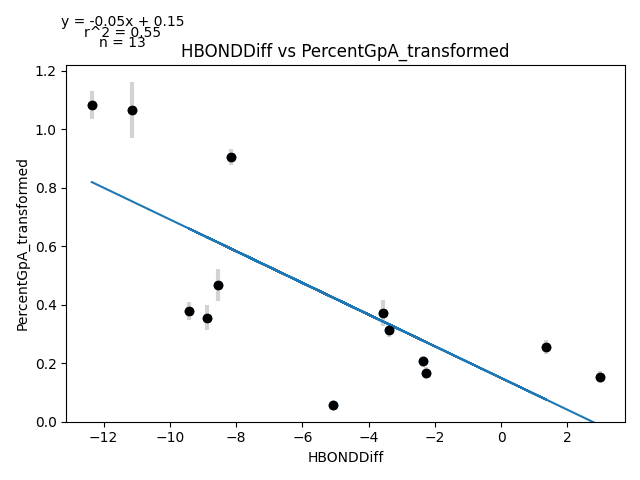 y = -0.05x + 0.15
r^2 = 0.55
n = 13
HBONDDiff vs PercentGpA_transformed
PercentGpA_transformed
1.2
1.0
0.8
0.6
0.4
0.2
0.0
−12 −10 −8 −6 −4 −2 0 2
HBONDDiff